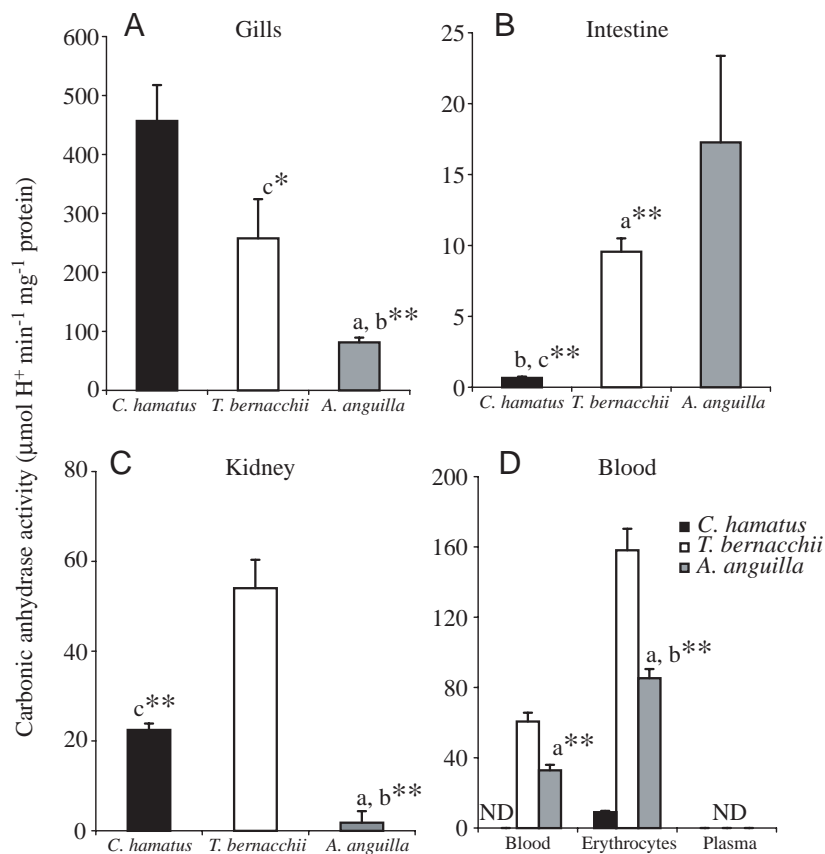 A
Gills
600
500
400
300
200
100
0
c*
a, b**
C. hamatus
T. bernacchii
A. anguilla
B
Intestine
25
20
15
10
5
0
b, c**
a**
C. hamatus
T. bernacchii
A. anguilla
Carbonic anhydrase activity (μmol H+ min-1 mg-1 protein)
C
Kidney
80
60
40
20
0
c**
a, b**
C. hamatus
T. bernacchii
A. anguilla
D
Blood
200
160
120
80
40
0
C. hamatus
T. bernacchii
A. anguilla
ND
a**
a, b**
ND
Blood
Erythrocytes
Plasma